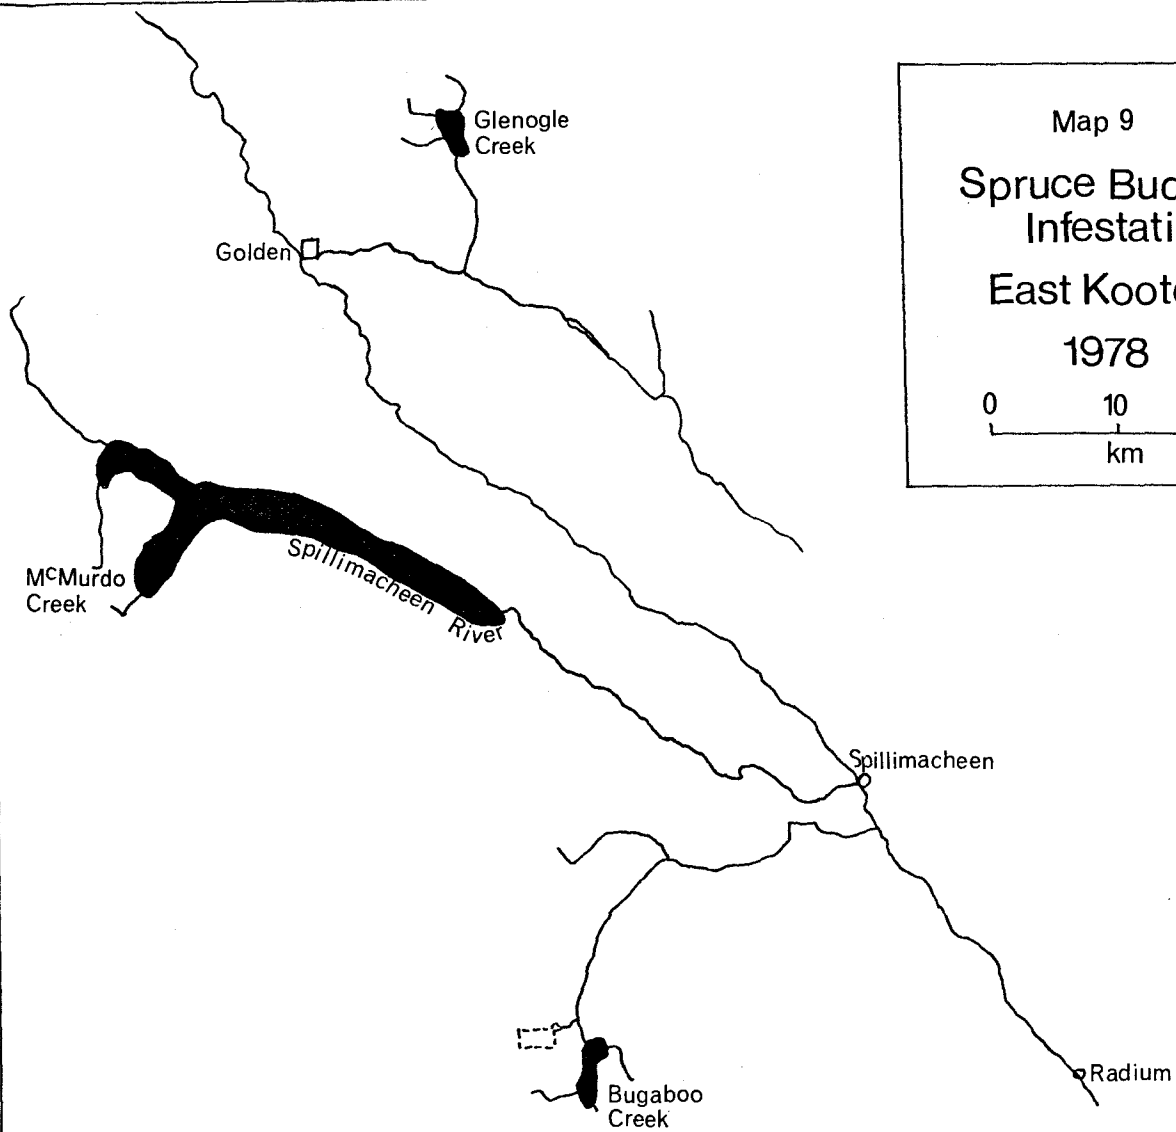 Glenogle
Creek
Golden
Map 9
Spruce Bud
Infestati
East Koote
1978
0 10
km
McMurdo
Creek
Spillimacheen
River
Spillimacheen
Radium
Bugaboo
Creek